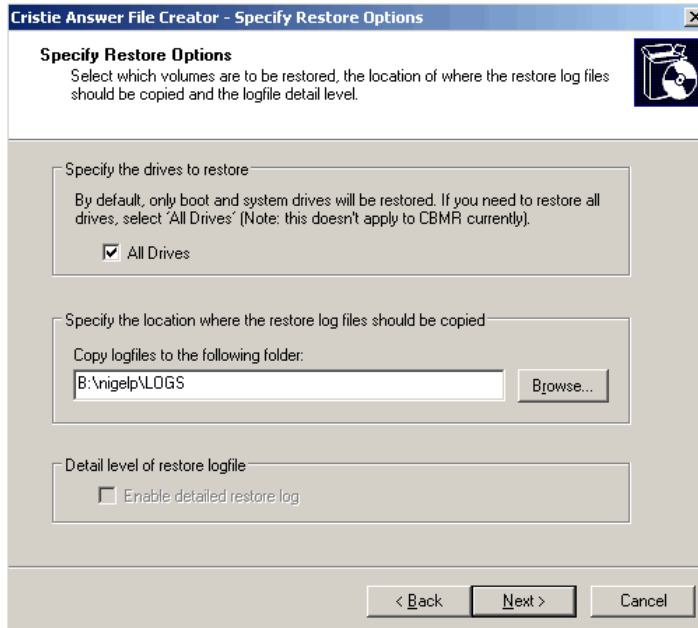 Cristie Answer File Creator - Specify Restore Options
Specify Restore Options
Select which volumes are to be restored, the location of where the restore log files
should be copied and the logfile detail level.
Specify the drives to restore
By default, only boot and system drives will be restored. If you need to restore all
drives, select 'All Drives' (Note: this doesn't apply to CBMR currently).
All Drives
Specify the location where the restore log files should be copied
Copy logfiles to the following folder:
B:\nigelp\LOGS
Browse...
Detail level of restore logfile
Enable detailed restore log
< Back
Next >
Cancel